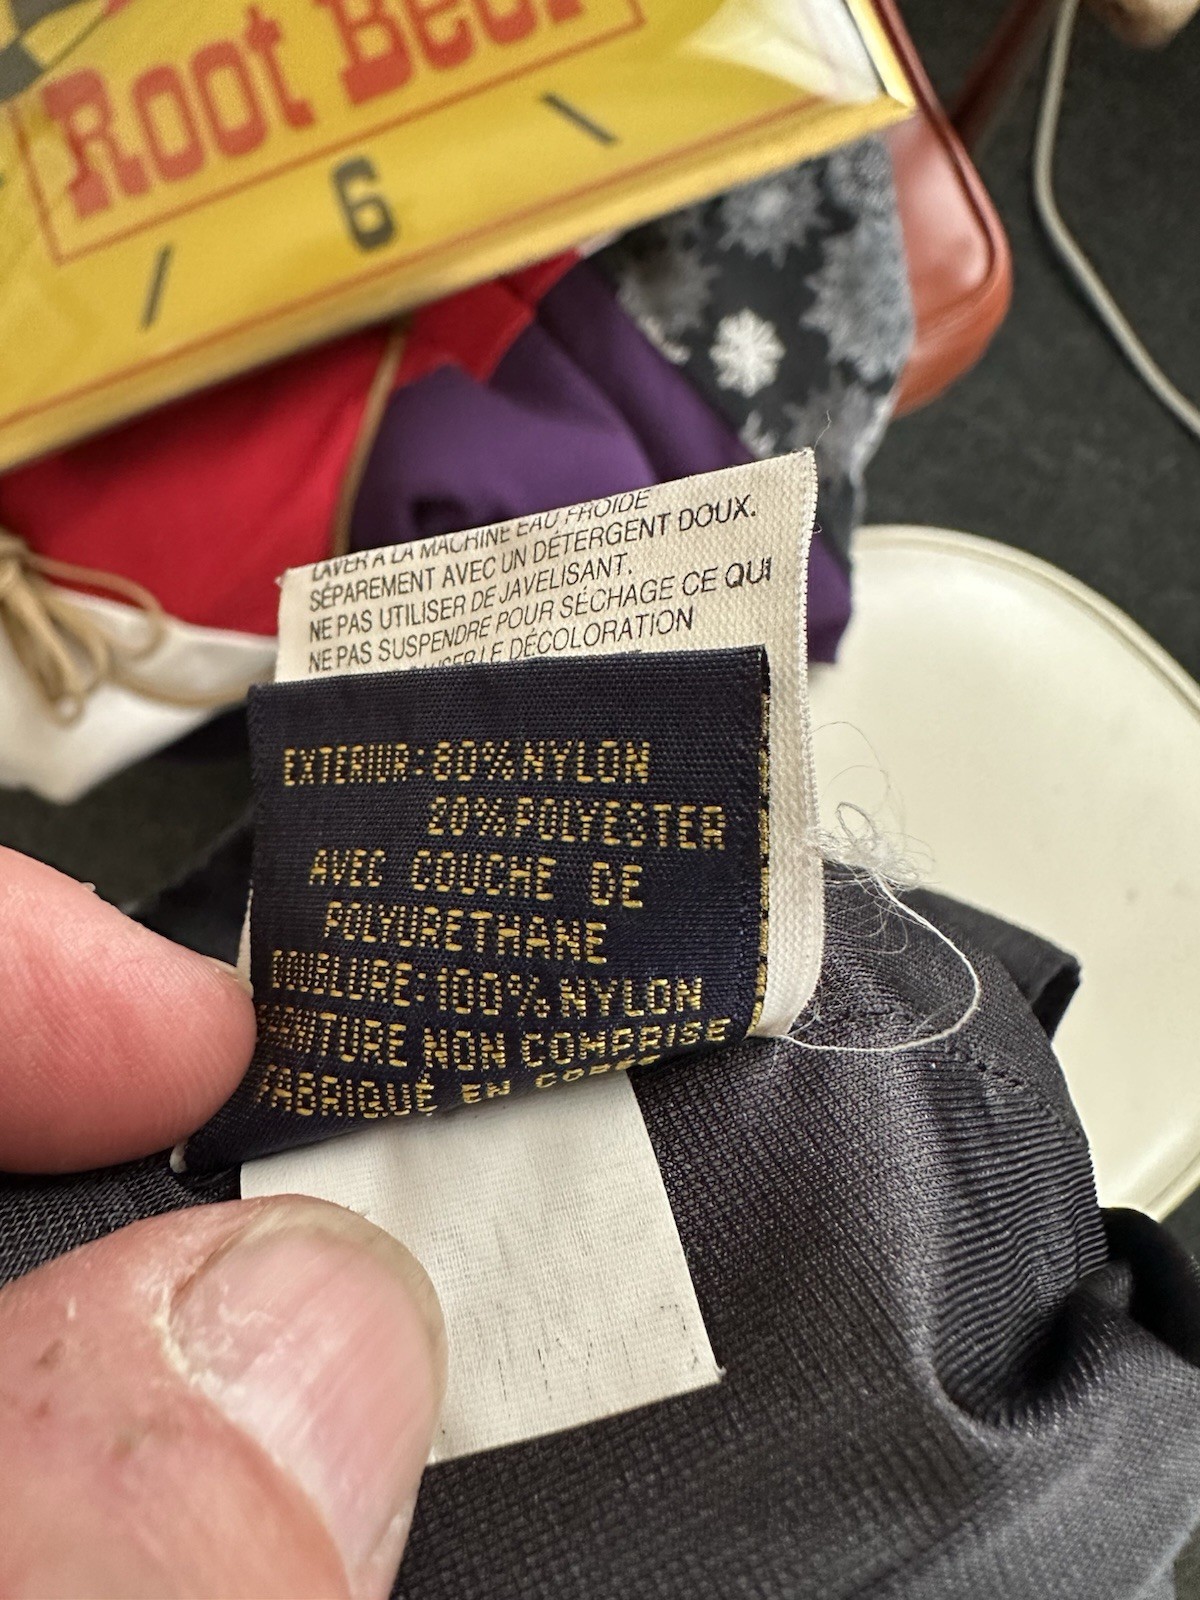 Root Beer
6
LAVER A LA MACHINE EAU FROIDE
SÉPAREMENT AVEC UN DÉTERGENT DOUX.
NE PAS UTILISER DE JAVELISANT.
NE PAS SUSPENDRE POUR SÉCHAGE CE QUI
LE DÉCOLORATION
EXTERIUR:80% NYLON
20% POLYESTER
AVEC COUCHE DE
POLYURETHANE
DOUBLURE:100% NYLON
NON COMPRISE
FABRIQUÉ EN